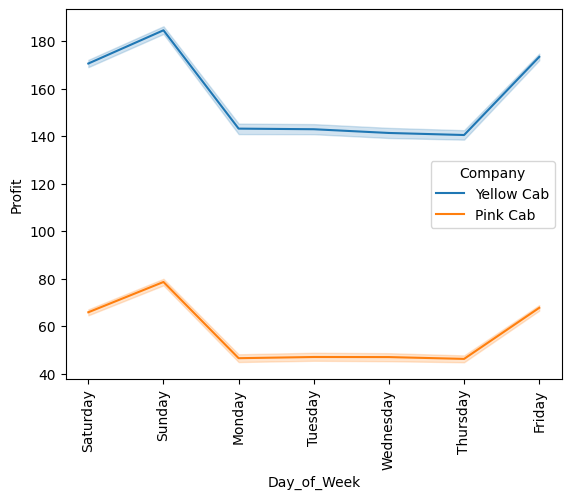 180
160
140
120
100
80
60
40
Profit
Company
Yellow Cab
Pink Cab
Saturday
Sunday
Monday
Tuesday
Wednesday
Thursday
Friday
Day_of_Week